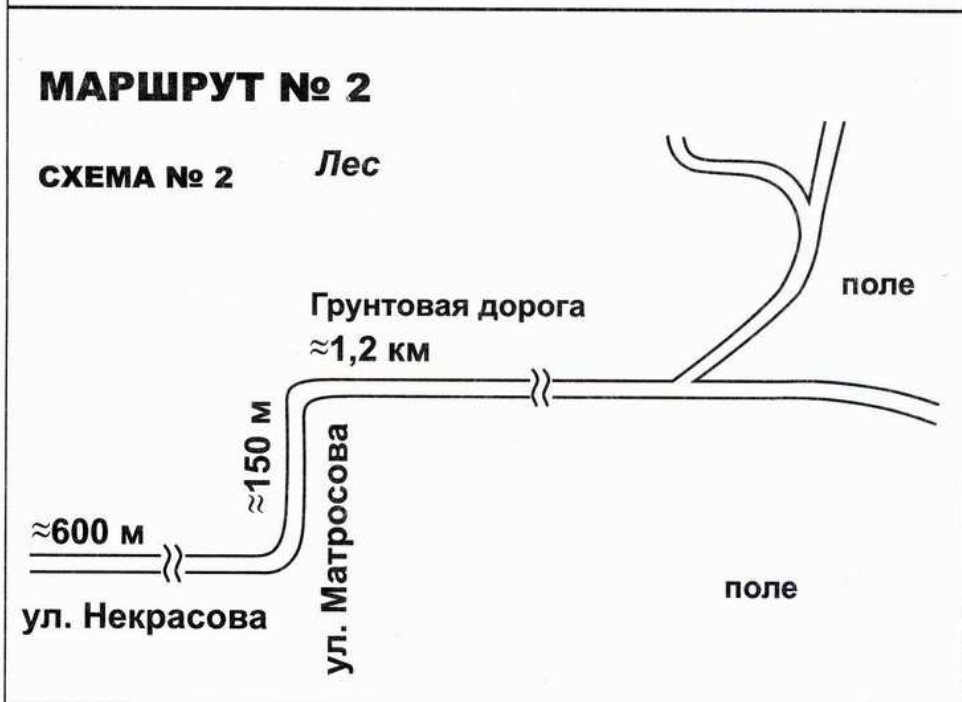 МАРШРУТ № 2
СХЕМА № 2
Лес
поле
Грунтовая дорога
≈1,2 км
≈150 м
ул. Матросова
≈600 м
ул. Некрасова
поле